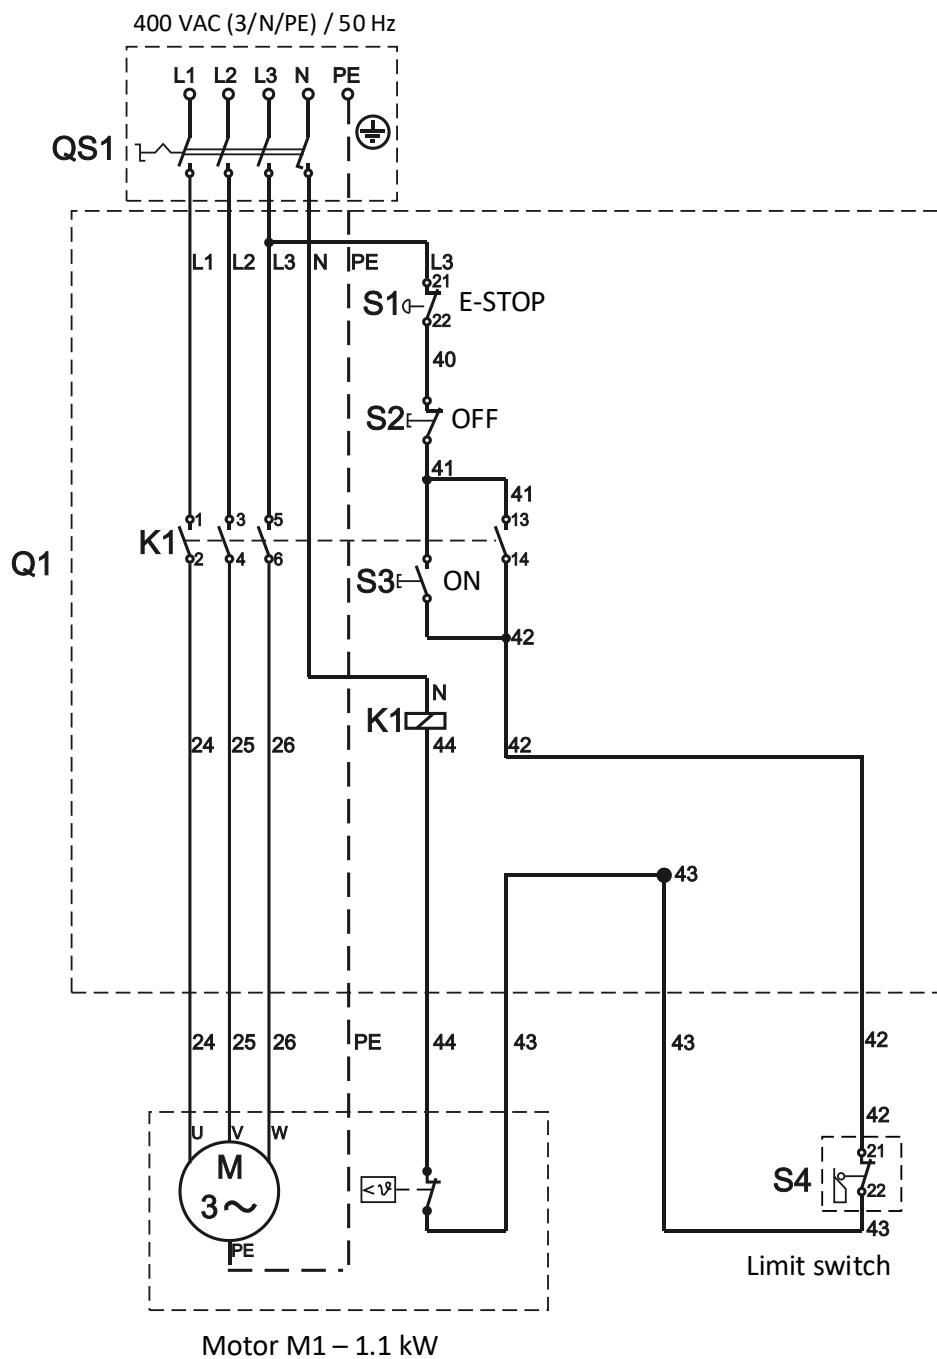 400 VAC (3/N/PE) / 50 Hz
L1 L2 L3 N PE
QS1
L1 L2 L3 N PE L3
21
S1 E-STOP
22
40
S2 OFF
41
41
1 3 5 13
K1
2 4 6 14
Q1
S3 ON
42
N
K1
24 25 26 44 42
43
24 25 26 PE 44 43 43 42
42
U V W
21
M
3 ~
< ϑ
S4
22
43
PE
Limit switch
Motor M1 – 1.1 kW